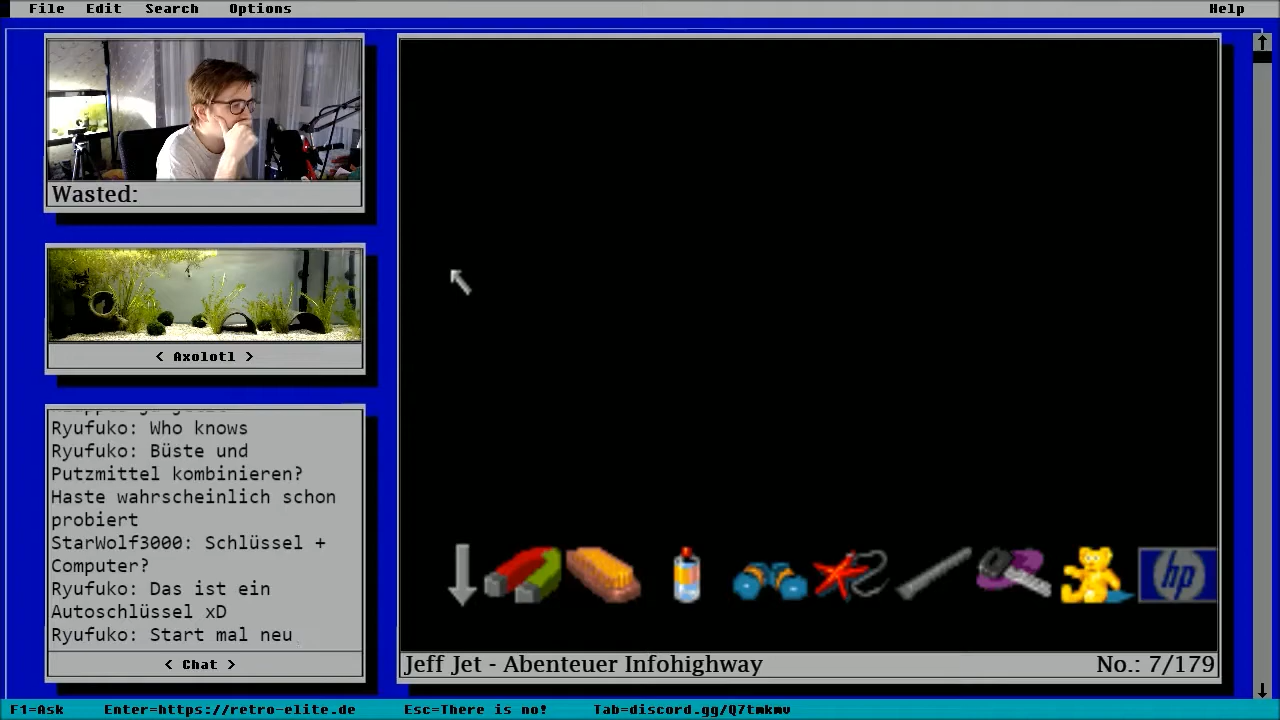 File Edit Search Options Help
Wasted:
< Axolotl >
Ryufuko: Who knows
Ryufuko: Büste und
Putzmittel kombinieren?
Haste wahrscheinlich schon
probiert
StarWolf3000: Schlüssel +
Computer?
Ryufuko: Das ist ein
Autoschlüssel xD
Ryufuko: Start mal neu
< Chat >
hp
Jeff Jet - Abenteuer Infohighway No.: 7/179
F1=Ask Enter=https://retro-elite.de Esc=There is no! Tab=discord.gg/Q7tmkmv